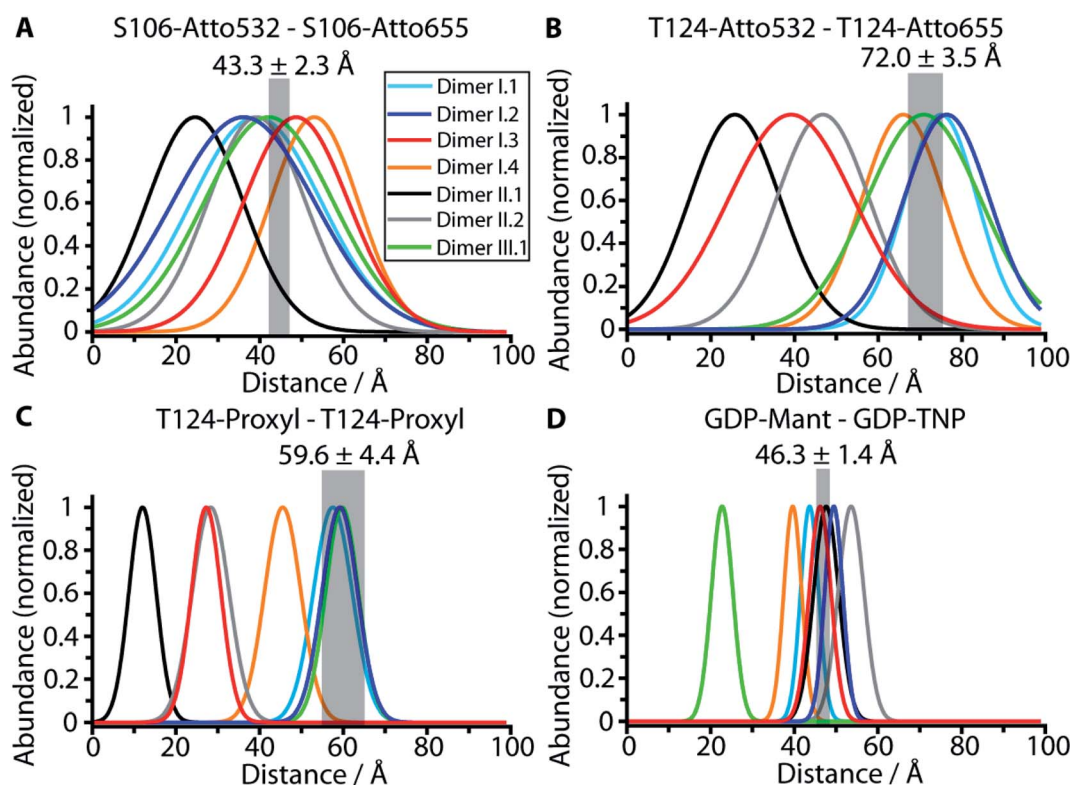 A
S106-Atto532 - S106-Atto655
43.3 ± 2.3 Å
Abundance (normalized)
1
0.8
0.6
0.4
0.2
0
0 20 40 60 80 100
Distance / Å
Dimer I.1
Dimer I.2
Dimer I.3
Dimer I.4
Dimer II.1
Dimer II.2
Dimer III.1
B
T124-Atto532 - T124-Atto655
72.0 ± 3.5 Å
Abundance (normalized)
1
0.8
0.6
0.4
0.2
0
0 20 40 60 80 100
Distance / Å
C
T124-Proxyl - T124-Proxyl
59.6 ± 4.4 Å
Abundance (normalized)
1
0.8
0.6
0.4
0.2
0
0 20 40 60 80 100
Distance / Å
D
GDP-Mant - GDP-TNP
46.3 ± 1.4 Å
Abundance (normalized)
1
0.8
0.6
0.4
0.2
0
0 20 40 60 80 100
Distance / Å